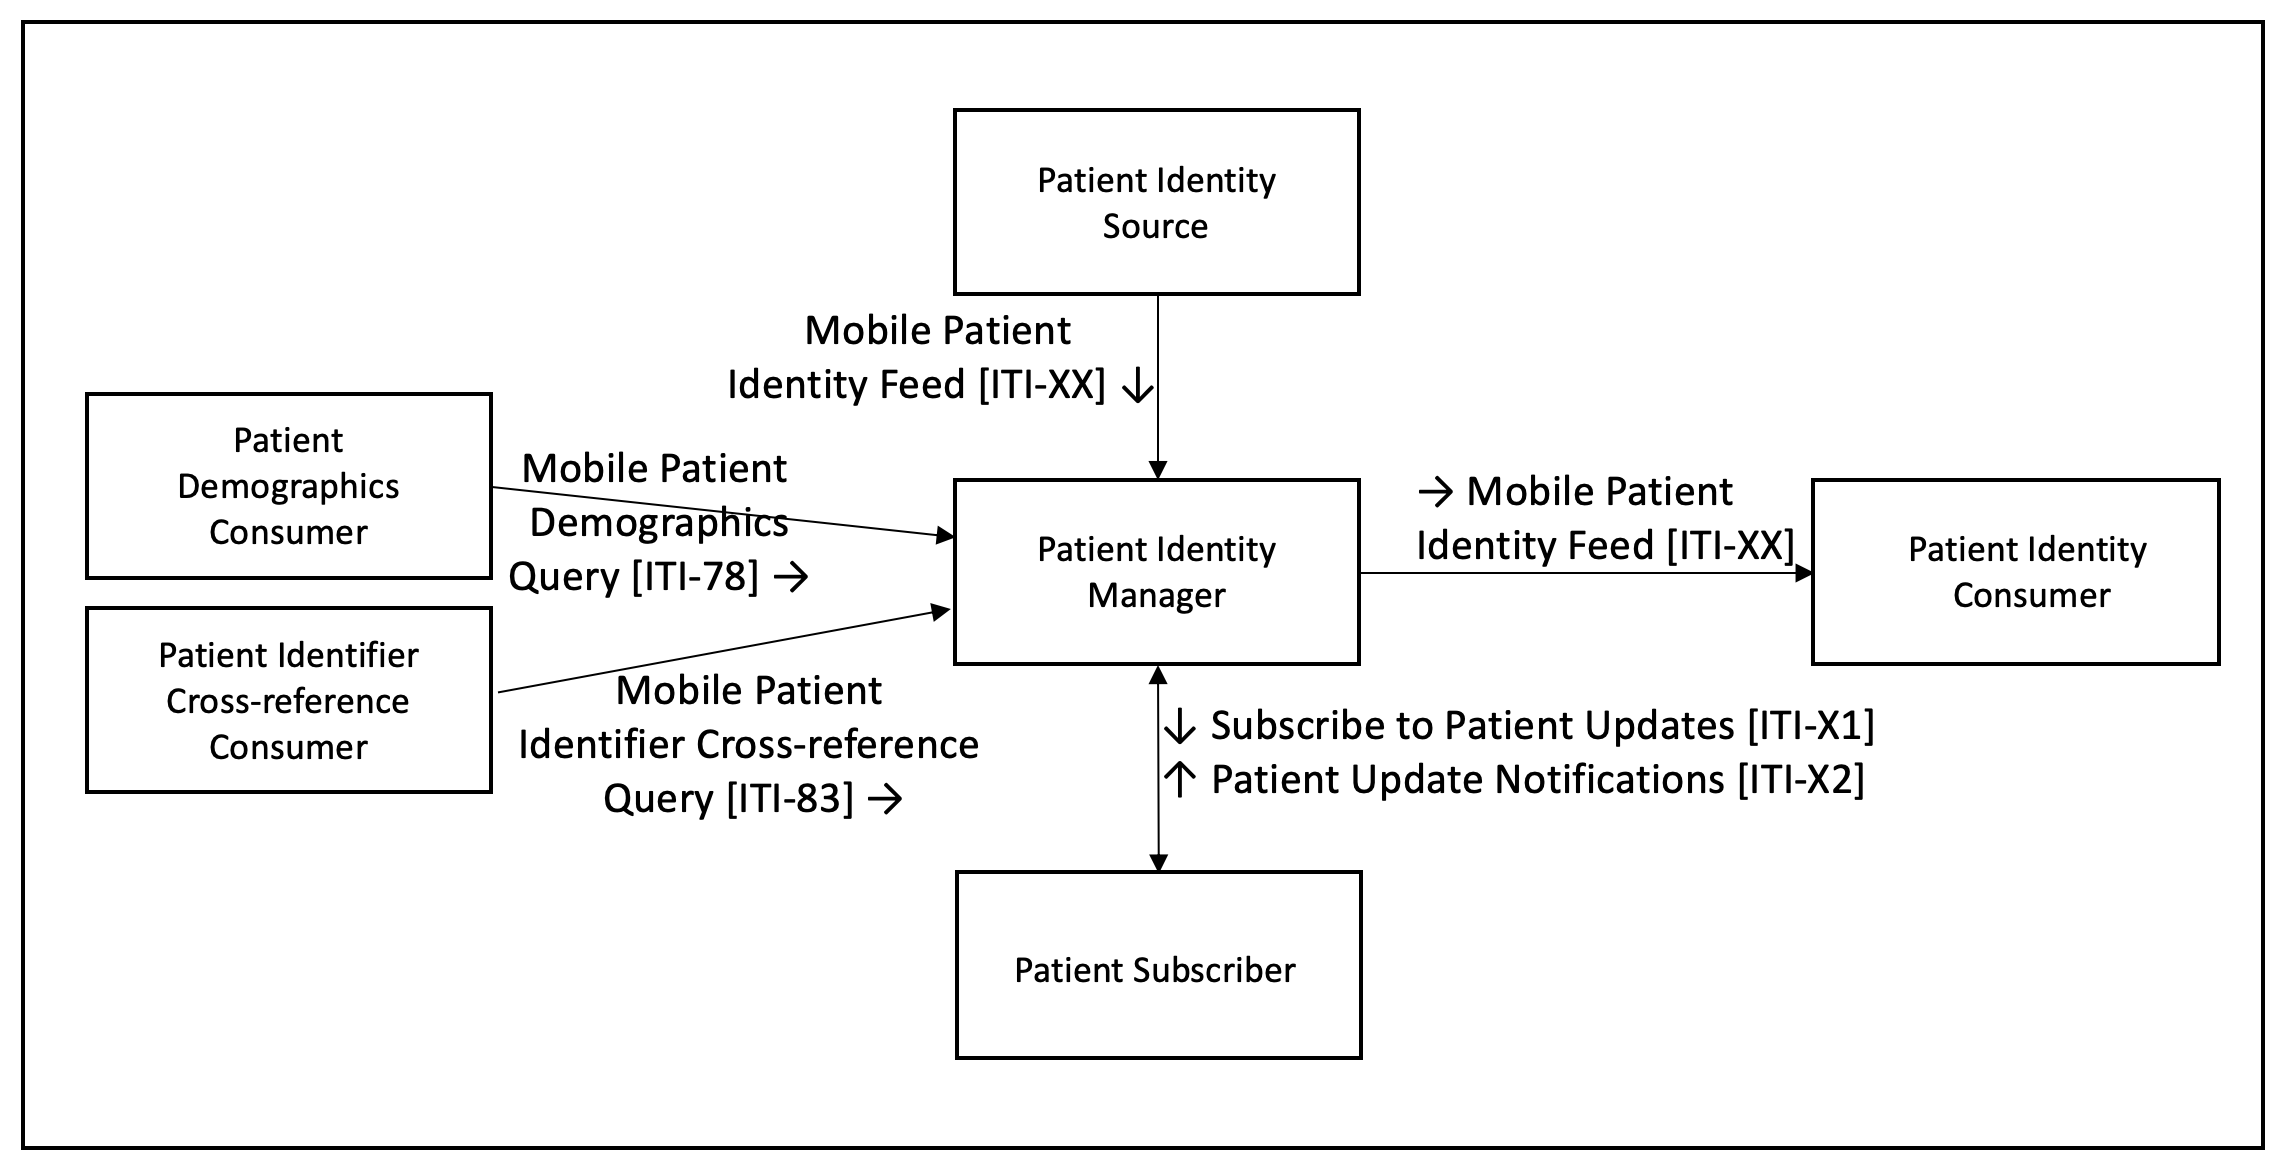 Patient Identity
Source
Mobile Patient
Identity Feed [ITI-XX] ↓
Patient
Demographics
Consumer
Mobile Patient
Demographics
Query [ITI-78] →
Patient Identity
Manager
→ Mobile Patient
Identity Feed [ITI-XX]
Patient Identity
Consumer
Patient Identifier
Cross-reference
Consumer
Mobile Patient
Identifier Cross-reference
Query [ITI-83] →
↓ Subscribe to Patient Updates [ITI-X1]
↑ Patient Update Notifications [ITI-X2]
Patient Subscriber